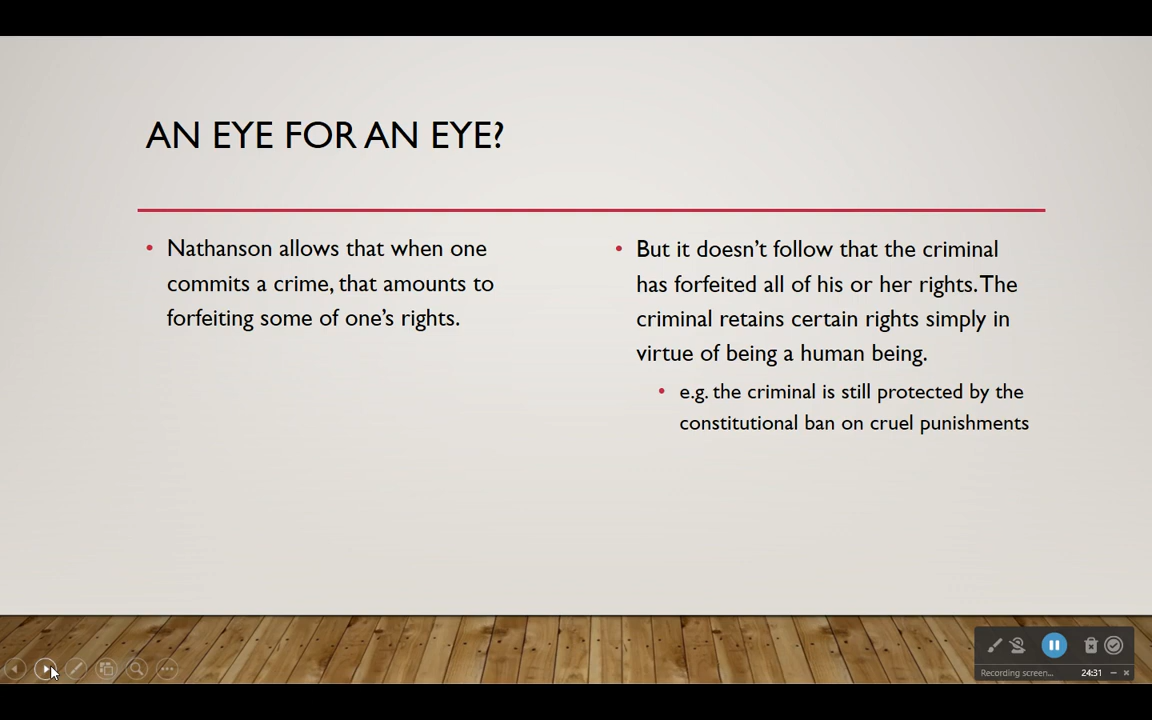 AN EYE FOR AN EYE?
• Nathanson allows that when one
commits a crime, that amounts to
forfeiting some of one's rights.
• But it doesn't follow that the criminal
has forfeited all of his or her rights. The
criminal retains certain rights simply in
virtue of being a human being.
• e.g. the criminal is still protected by the
constitutional ban on cruel punishments
Recording screen... 24:31